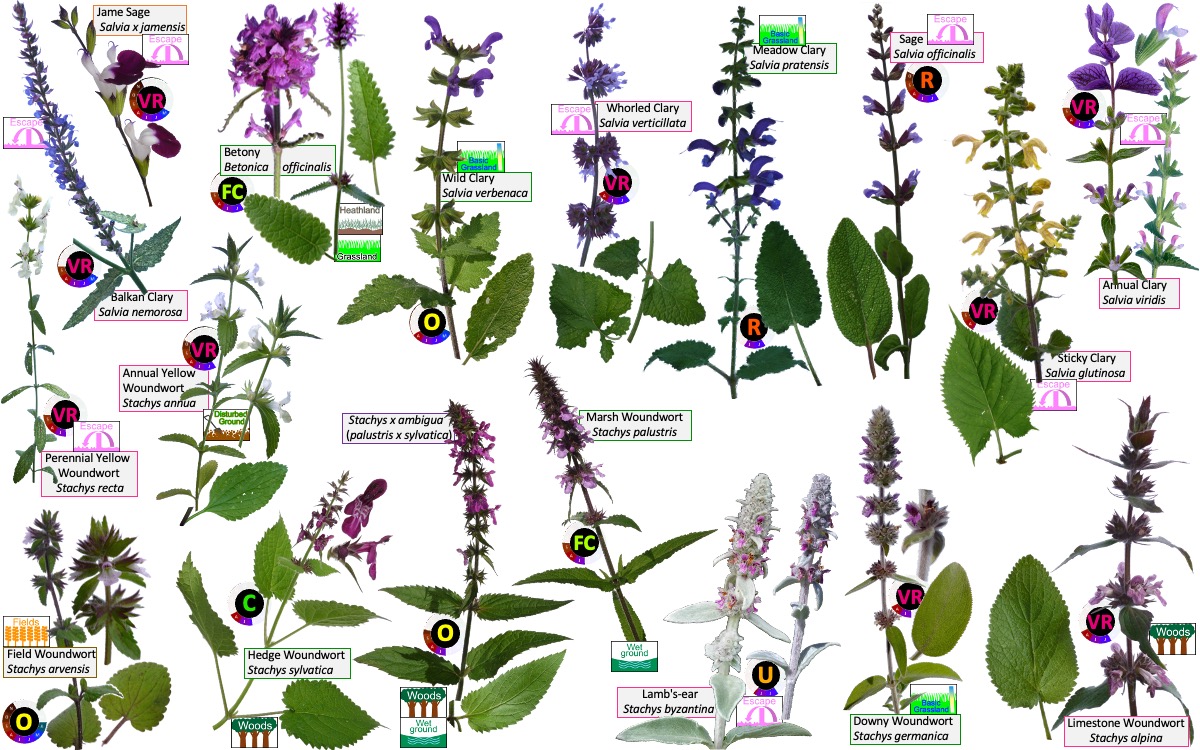 Jame Sage
Salvia x jamensis
Escape
VR
Escape
Betony
Betonica officinalis
FC
Heathland
Grassland
Basic
Grassland
Wild Clary
Salvia verbenaca
O
Escape
Whorled Clary
Salvia verticillata
VR
Basic
Grassland
Meadow Clary
Salvia pratensis
R
Sage
Escape
Salvia officinalis
R
VR
Escape
Annual Clary
Salvia viridis
VR
Sticky Clary
Salvia glutinosa
Escape
VR
Balkan Clary
Salvia nemorosa
VR
Annual Yellow
Woundwort
Stachys annua
Disturbed
Ground
VR
Escape
Perennial Yellow
Woundwort
Stachys recta
Stachys x ambigua
(palustris x sylvatica)
O
Woods
Wet
ground
Marsh Woundwort
Stachys palustris
FC
Wet
ground
Fields
Field Woundwort
Stachys arvensis
O
C
Hedge Woundwort
Stachys sylvatica
Woods
Lamb's-ear
Stachys byzantina
U
Escape
VR
Basic
Grassland
Downy Woundwort
Stachys germanica
VR
Woods
Limestone Woundwort
Stachys alpina